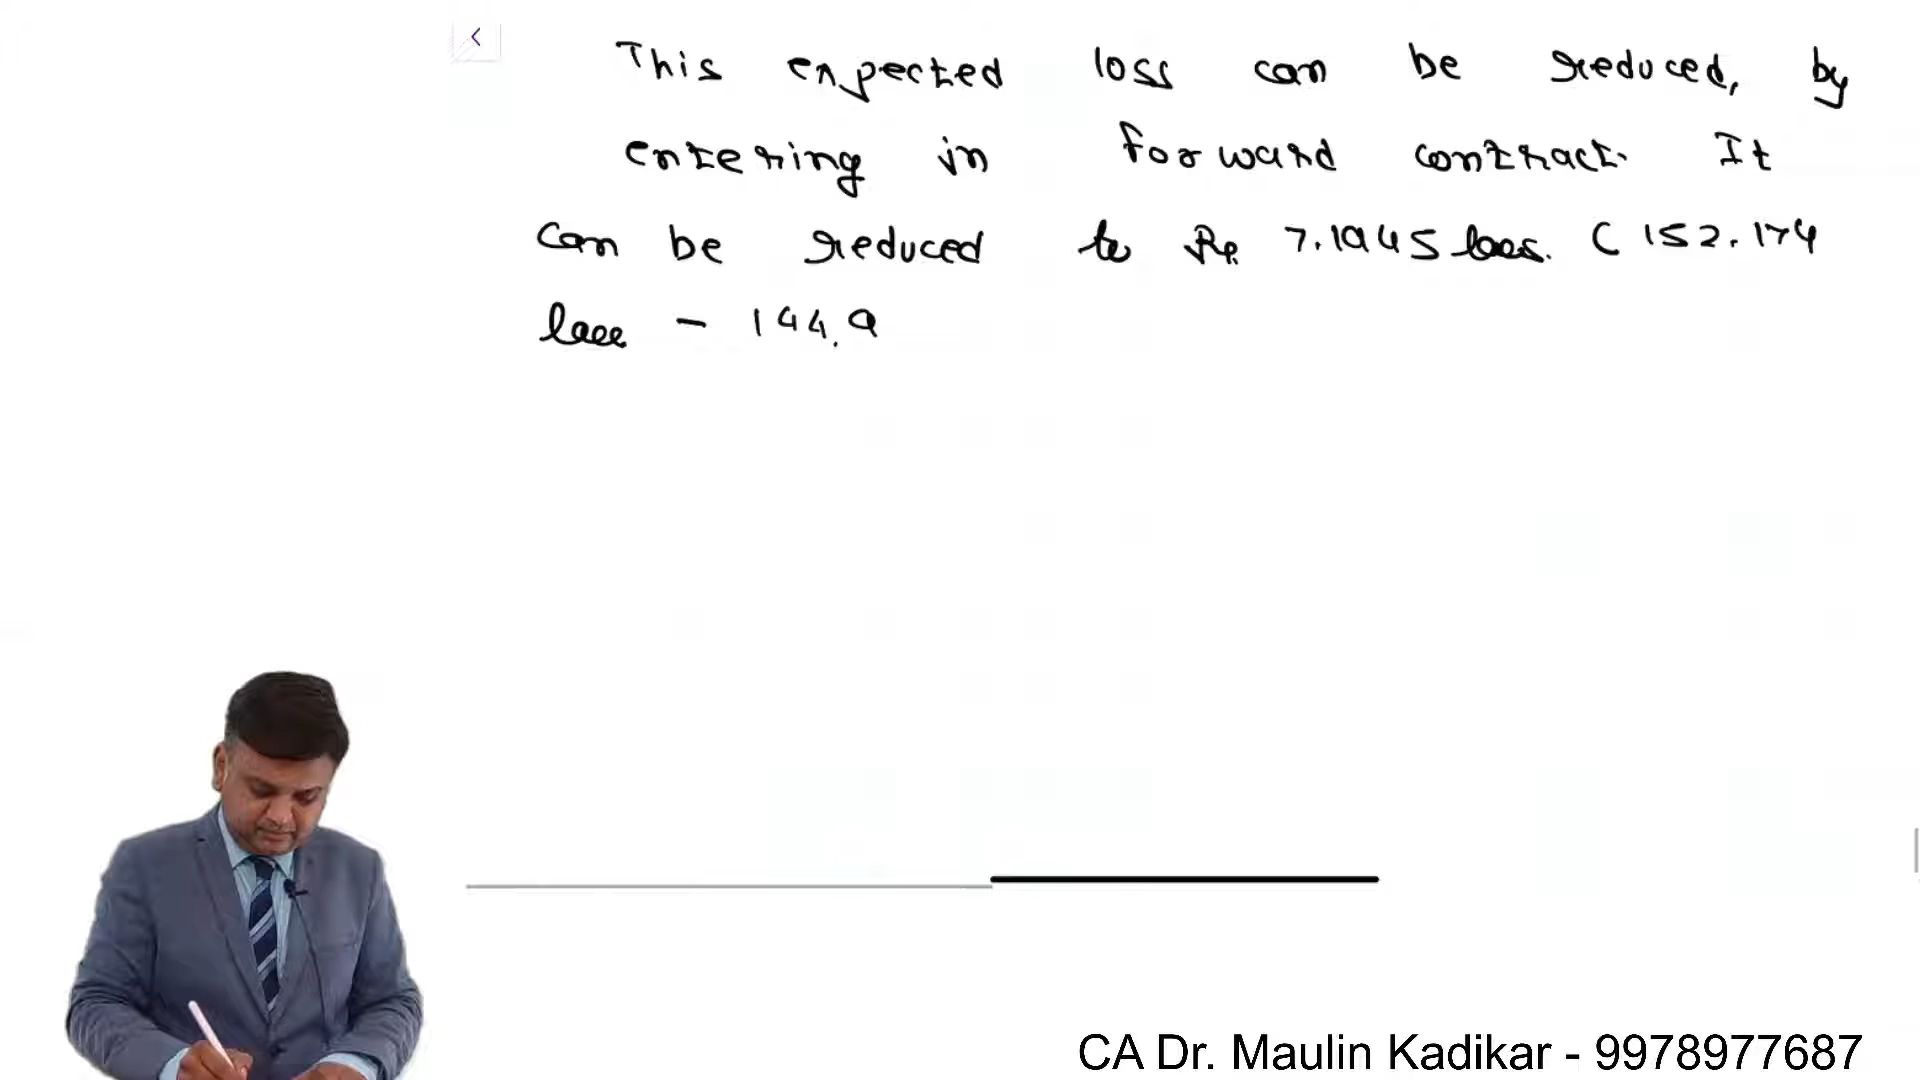 This expected loss can be reduced, by
entering in forward contract. It
can be reduced to Rs. 7.1945 lacs. (152.174
lacs - 144.9
CA Dr. Maulin Kadikar - 9978977687